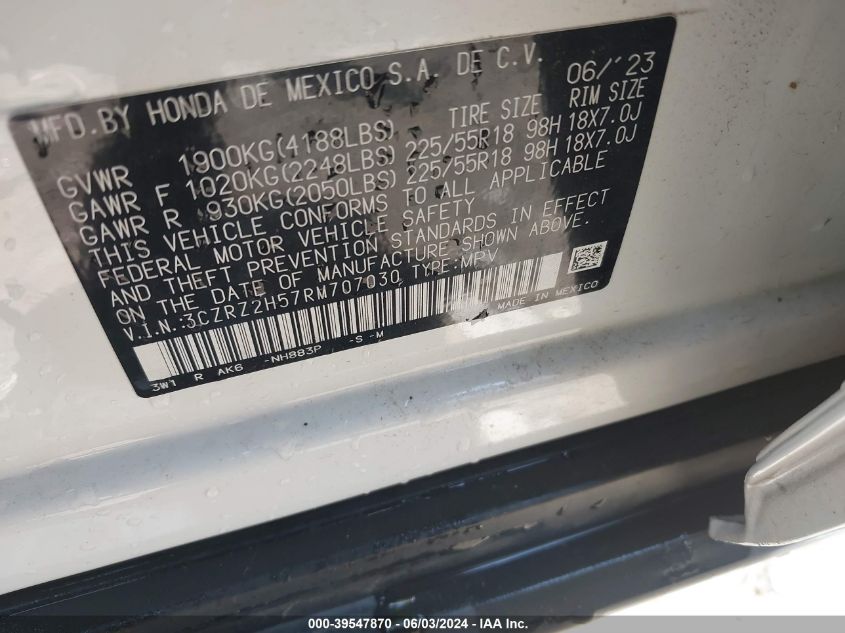 MFD.BY HONDA DE MEXICO S.A. DE C.V. 06/'23
TIRE SIZE RIM SIZE
GVWR 1900KG(4188LBS)
GAWR F 1020KG(2248LBS) 225/55R18 98H 18X7.0J
GAWR R 930KG(2050LBS) 225/55R18 98H 18X7.0J
THIS VEHICLE CONFORMS TO ALL APPLICABLE
FEDERAL MOTOR VEHICLE SAFETY
AND THEFT PREVENTION STANDARDS IN EFFECT
ON THE DATE OF MANUFACTURE SHOWN ABOVE.
V.I.N.:3CZRZ2H57RM707030 TYPE:MPV
MADE IN MEXICO
3W1 R AK6 -NH883P -S -M
000-39547870 - 06/03/2024 - IAA Inc.